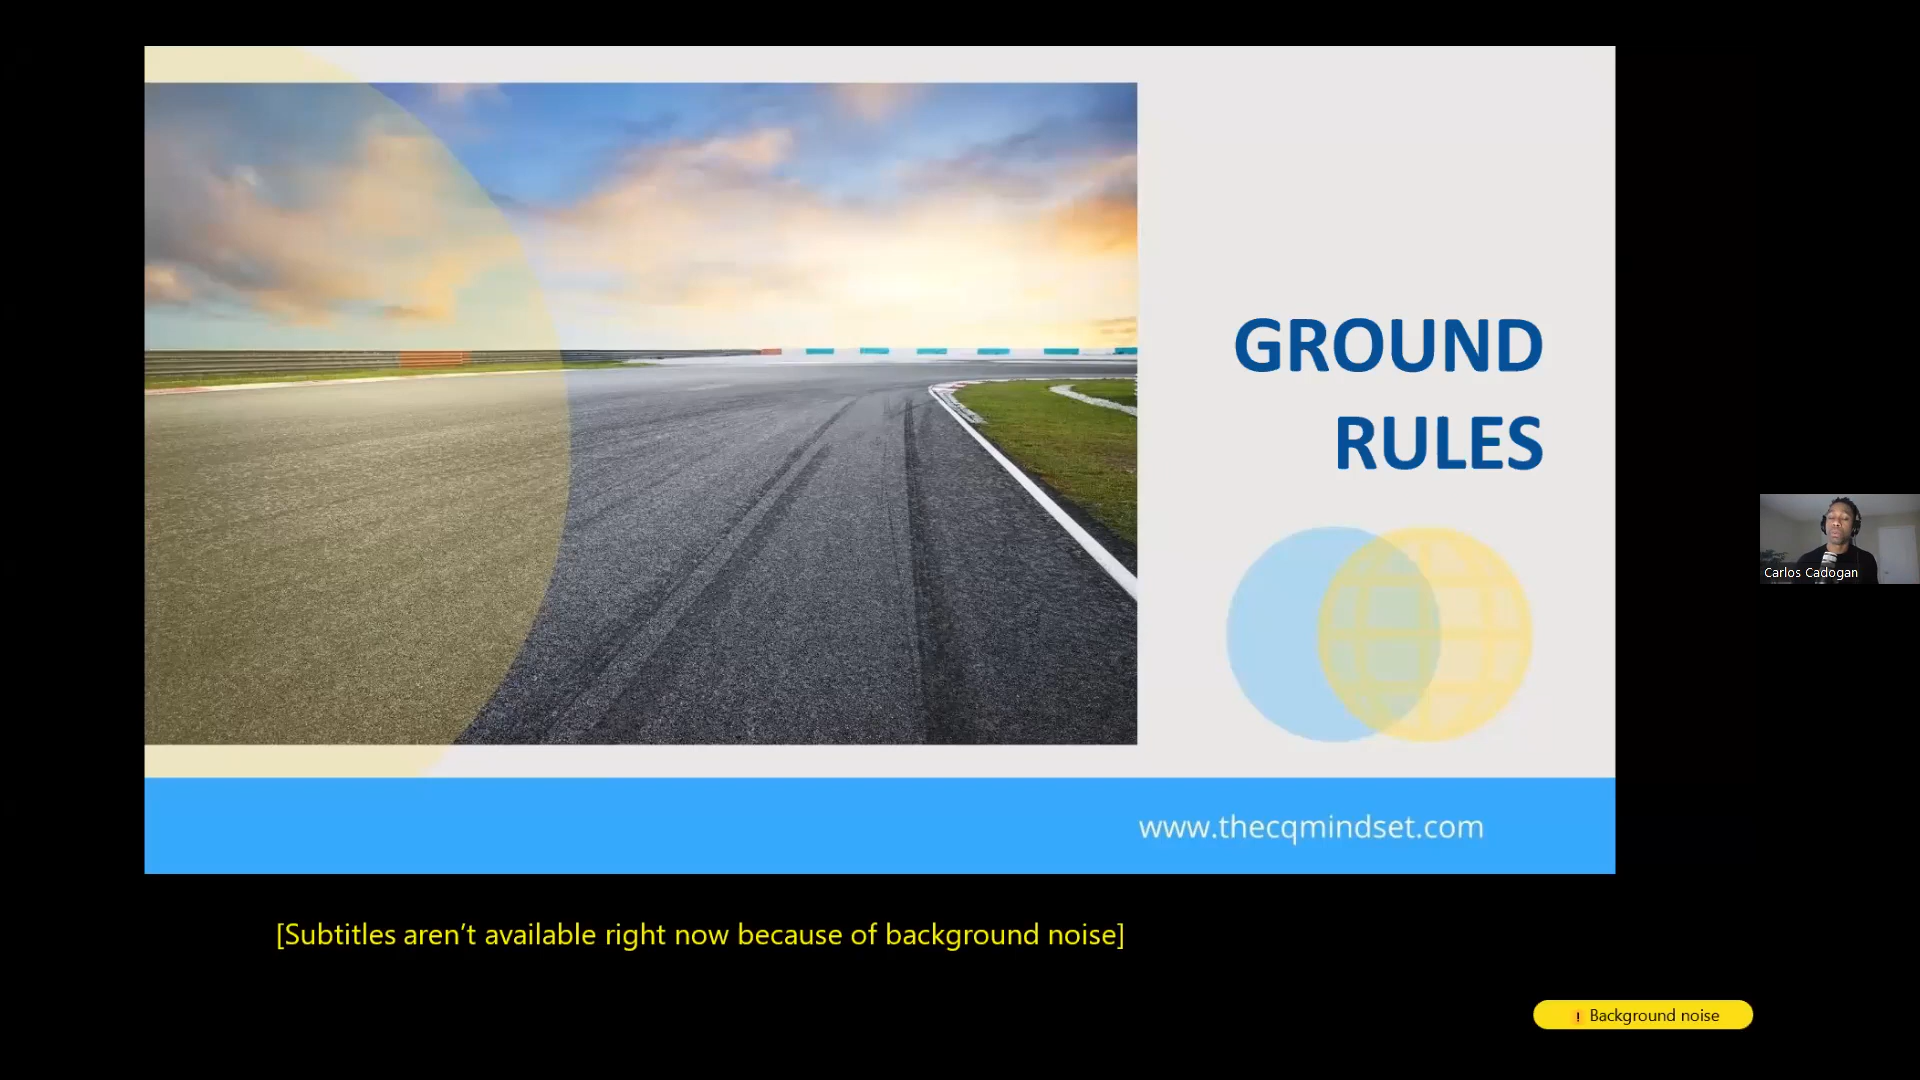 GROUND
RULES
www.thecqmindset.com
Carlos Cadogan
[Subtitles aren’t available right now because of background noise]
! Background noise